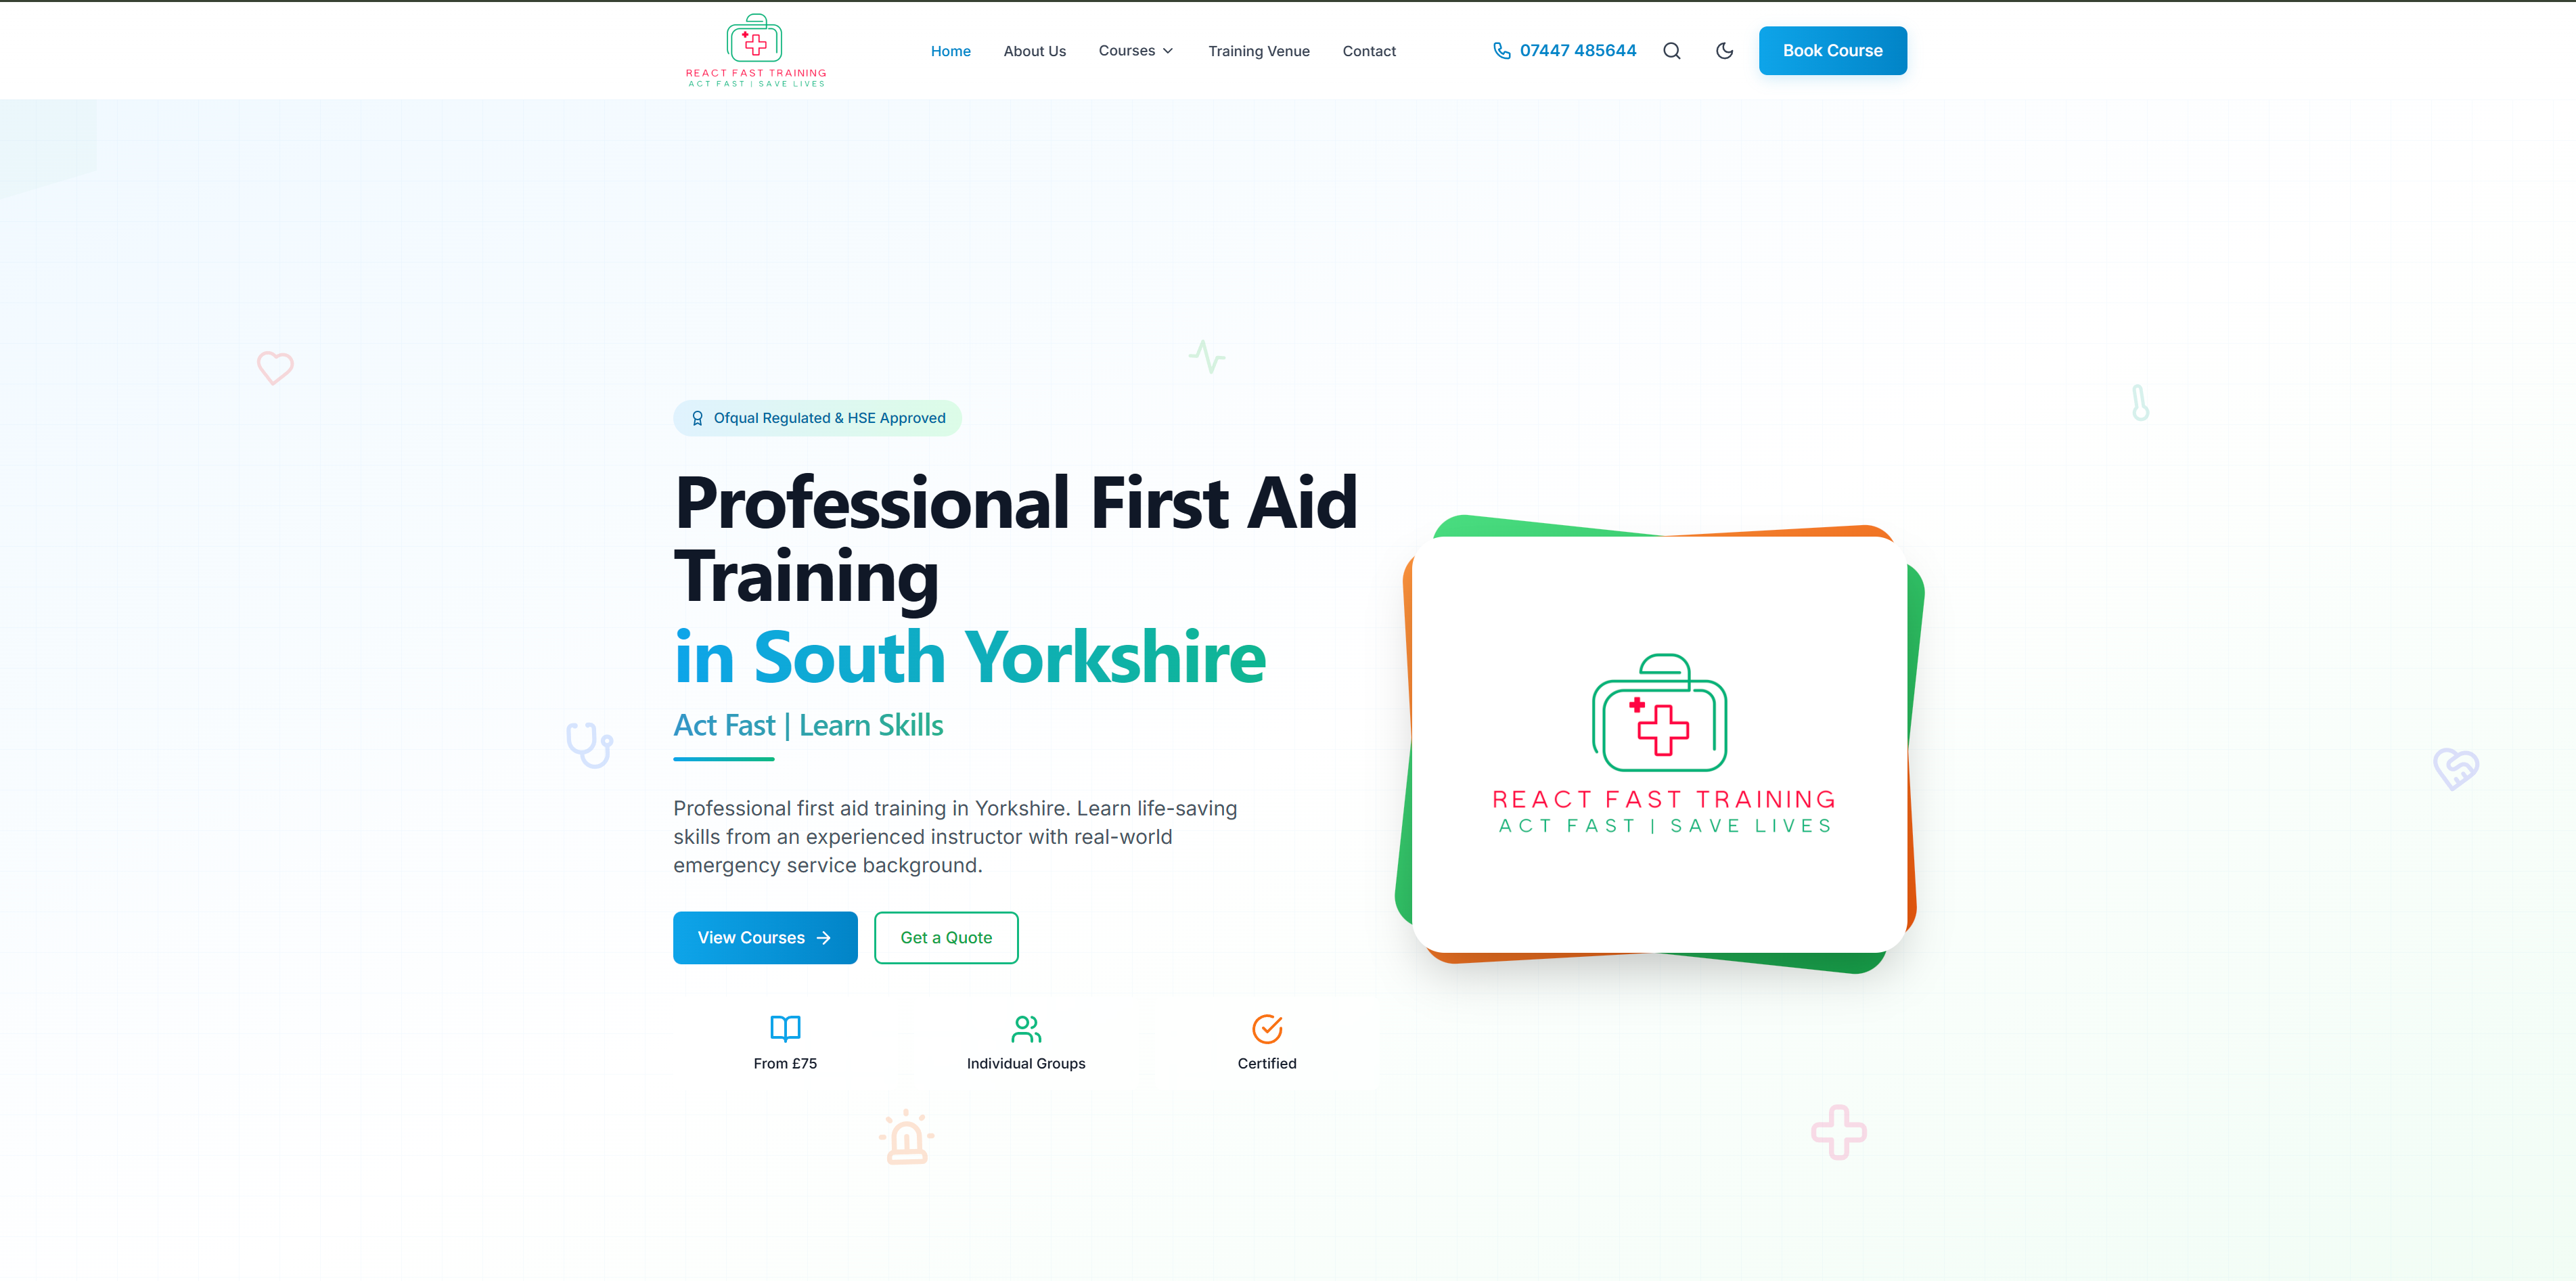 REACT FAST TRAINING
ACT FAST | SAVE LIVES
Home
About Us
Courses
Training Venue
Contact
07447 485644
Book Course
Ofqual Regulated & HSE Approved
Professional First Aid
Training
in South Yorkshire
Act Fast | Learn Skills
Professional first aid training in Yorkshire. Learn life-saving
skills from an experienced instructor with real-world
emergency service background.
View Courses
Get a Quote
From £75
Individual Groups
Certified
REACT FAST TRAINING
ACT FAST | SAVE LIVES